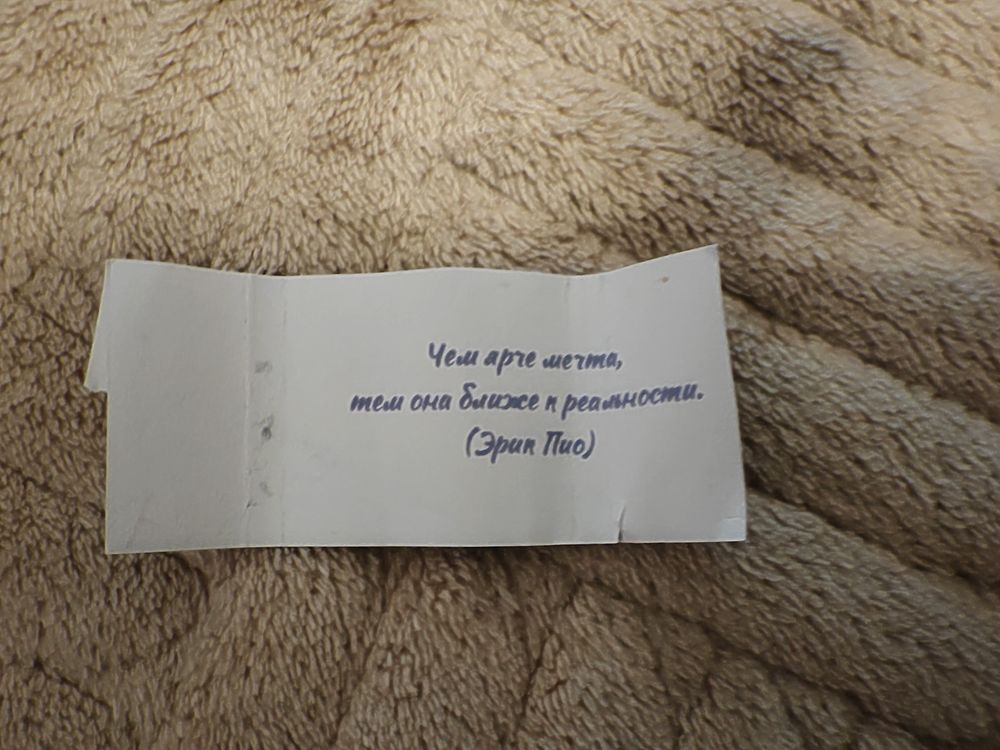 Чем ярче мечта,
тем она ближе к реальности.
(Эрик Пио)